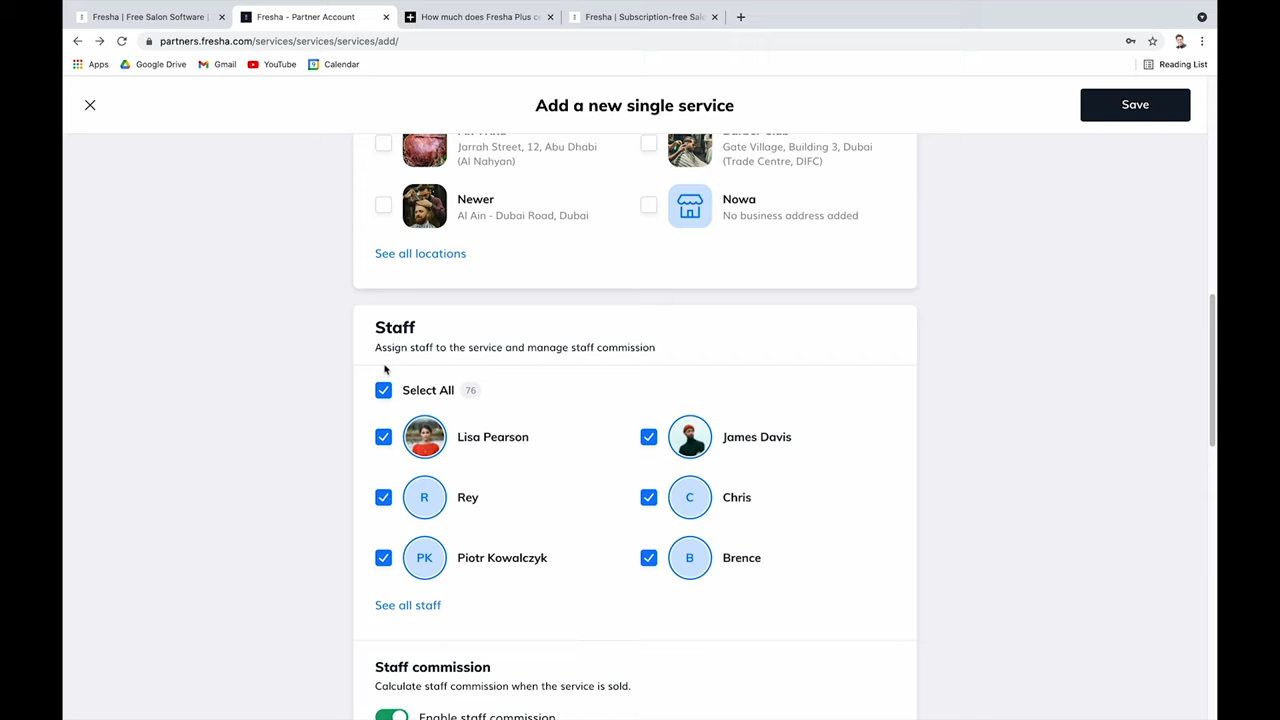 Fresha | Free Salon Software |
Fresha - Partner Account
How much does Fresha Plus c
Fresha | Subscription-free Sal
partners.fresha.com/services/services/services/add/
Apps
Google Drive
Gmail
YouTube
Calendar
Reading List
Add a new single service
Save
Jarrah Street, 12, Abu Dhabi
(Al Nahyan)
Gate Village, Building 3, Dubai
(Trade Centre, DIFC)
Newer
Al Ain - Dubai Road, Dubai
Nowa
No business address added
See all locations
Staff
Assign staff to the service and manage staff commission
Select All 76
Lisa Pearson
James Davis
R
Rey
C
Chris
PK
Piotr Kowalczyk
B
Brence
See all staff
Staff commission
Calculate staff commission when the service is sold.
Enable staff commission